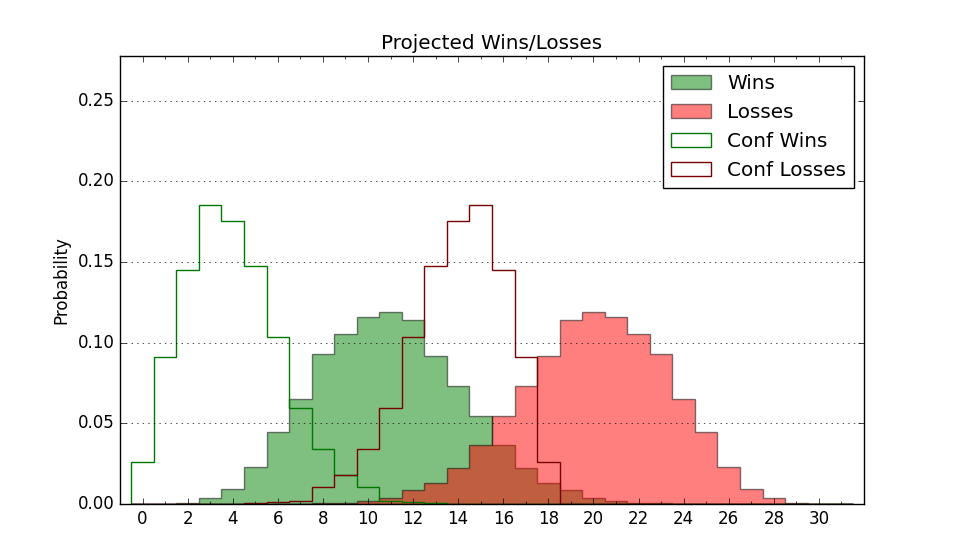 Projected Wins/Losses
Wins
Losses
Conf Wins
Conf Losses
Probability
0.25
0.20
0.15
0.10
0.05
0.00
0 2 4 6 8 10 12 14 16 18 20 22 24 26 28 30